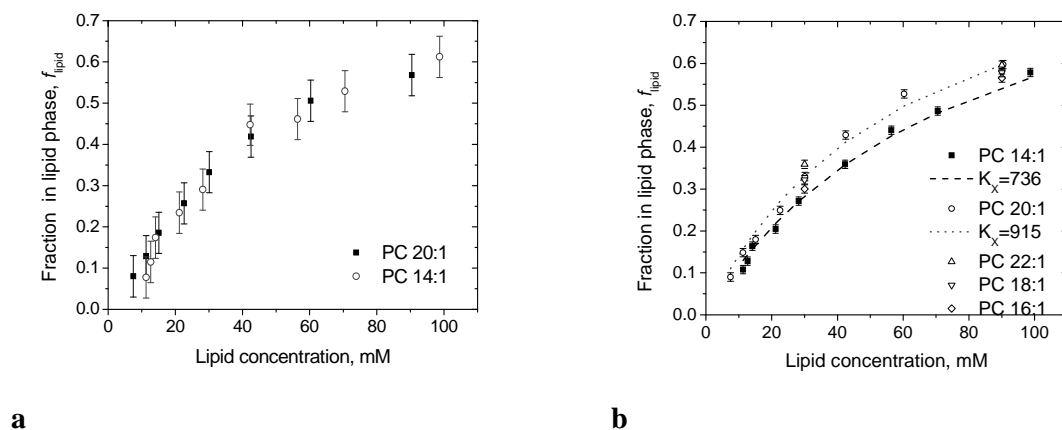 0.7
0.6
0.5
0.4
0.3
0.2
0.1
0.0
Fraction in lipid phase, f_lipid
0 20 40 60 80 100
Lipid concentration, mM
PC 20:1
PC 14:1
a
0.7
0.6
0.5
0.4
0.3
0.2
0.1
0.0
Fraction in lipid phase, f_lipid
0 20 40 60 80 100
Lipid concentration, mM
PC 14:1
K_X=736
PC 20:1
K_X=915
PC 22:1
PC 18:1
PC 16:1
b